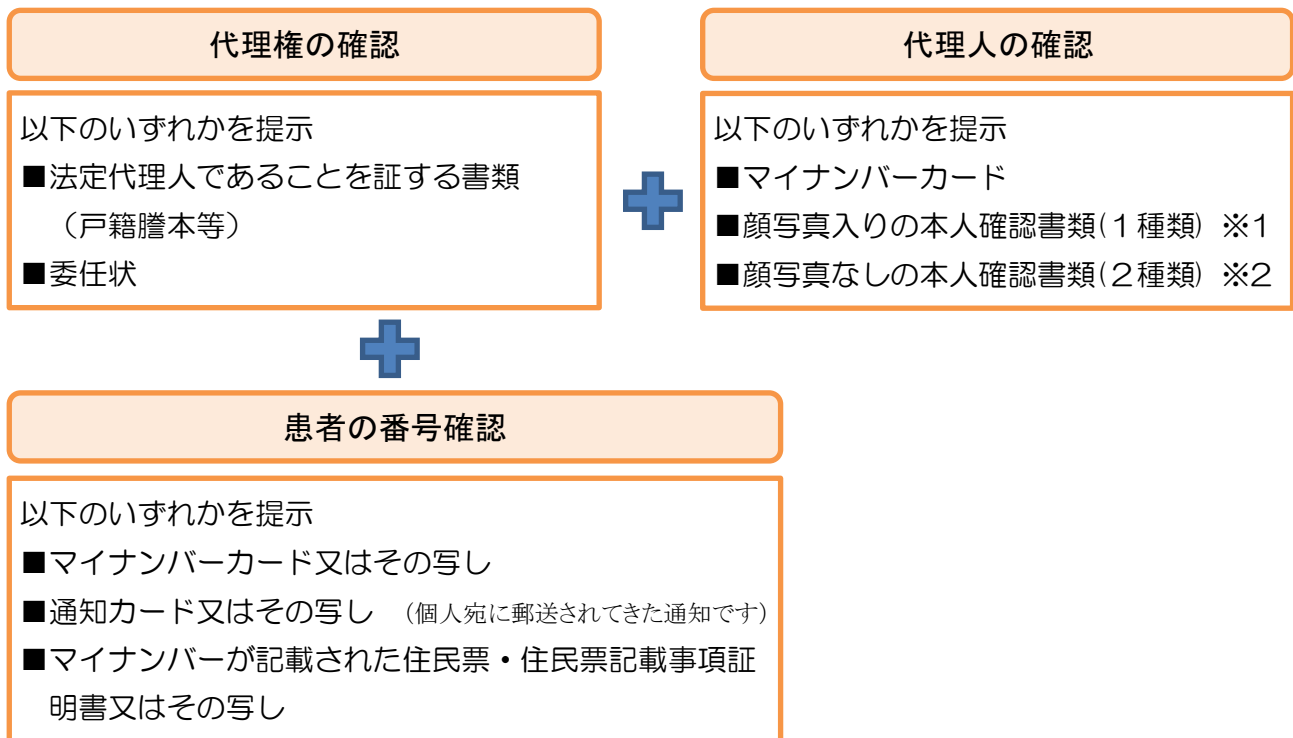 代理権の確認
以下のいずれかを提示
■法定代理人であることを証する書類
（戸籍謄本等）
■委任状
代理人の確認
以下のいずれかを提示
■マイナンバーカード
■顔写真入りの本人確認書類(１種類) ※1
■顔写真なしの本人確認書類(２種類) ※2
患者の番号確認
以下のいずれかを提示
■マイナンバーカード又はその写し
■通知カード又はその写し （個人宛に郵送されてきた通知です）
■マイナンバーが記載された住民票・住民票記載事項証
明書又はその写し